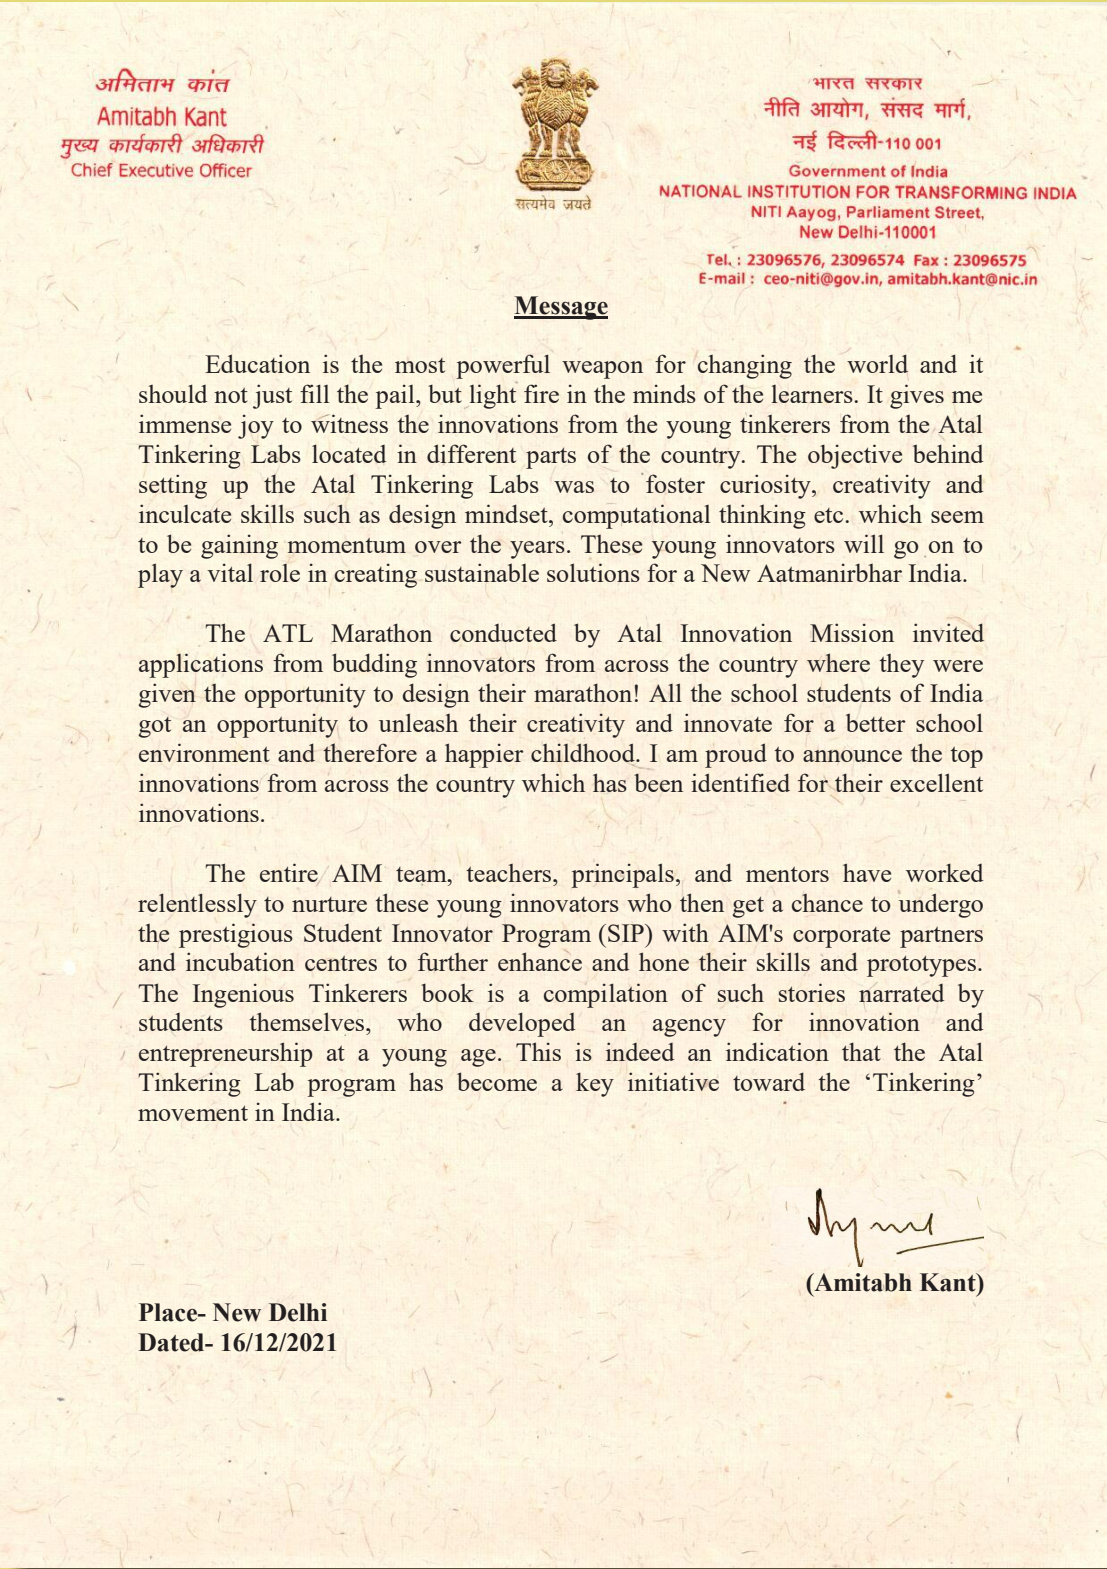 अमिताभ कांत
Amitabh Kant
मुख्य कार्यकारी अधिकारी
Chief Executive Officer
सत्यमेव जयते
भारत सरकार
नीति आयोग, संसद मार्ग,
नई दिल्ली-110 001
Government of India
NATIONAL INSTITUTION FOR TRANSFORMING INDIA
NITI Aayog, Parliament Street,
New Delhi-110001
Tel. : 23096576, 23096574 Fax : 23096575
E-mail : ceo-niti@gov.in, amitabh.kant@nic.in
Message
Education is the most powerful weapon for changing the world and it
should not just fill the pail, but light fire in the minds of the learners. It gives me
immense joy to witness the innovations from the young tinkerers from the Atal
Tinkering Labs located in different parts of the country. The objective behind
setting up the Atal Tinkering Labs was to foster curiosity, creativity and
inculcate skills such as design mindset, computational thinking etc. which seem
to be gaining momentum over the years. These young innovators will go on to
play a vital role in creating sustainable solutions for a New Aatmanirbhar India.
The ATL Marathon conducted by Atal Innovation Mission invited
applications from budding innovators from across the country where they were
given the opportunity to design their marathon! All the school students of India
got an opportunity to unleash their creativity and innovate for a better school
environment and therefore a happier childhood. I am proud to announce the top
innovations from across the country which has been identified for their excellent
innovations.
The entire AIM team, teachers, principals, and mentors have worked
relentlessly to nurture these young innovators who then get a chance to undergo
the prestigious Student Innovator Program (SIP) with AIM's corporate partners
and incubation centres to further enhance and hone their skills and prototypes.
The Ingenious Tinkerers book is a compilation of such stories narrated by
students themselves, who developed an agency for innovation and
entrepreneurship at a young age. This is indeed an indication that the Atal
Tinkering Lab program has become a key initiative toward the ‘Tinkering’
movement in India.
(Amitabh Kant)
Place- New Delhi
Dated- 16/12/2021